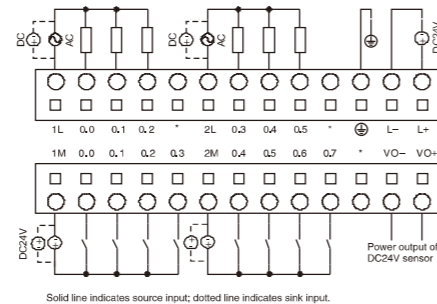 DC AC DC AC DC24V
1L 0.0 0.1 0.2 * 2L 0.3 0.4 0.5 * L− L+
1M 0.0 0.1 0.2 0.3 2M 0.4 0.5 0.6 0.7 * VO− VO+
DC24V
Power output of
DC24V sensor
Solid line indicates source input; dotted line indicates sink input.